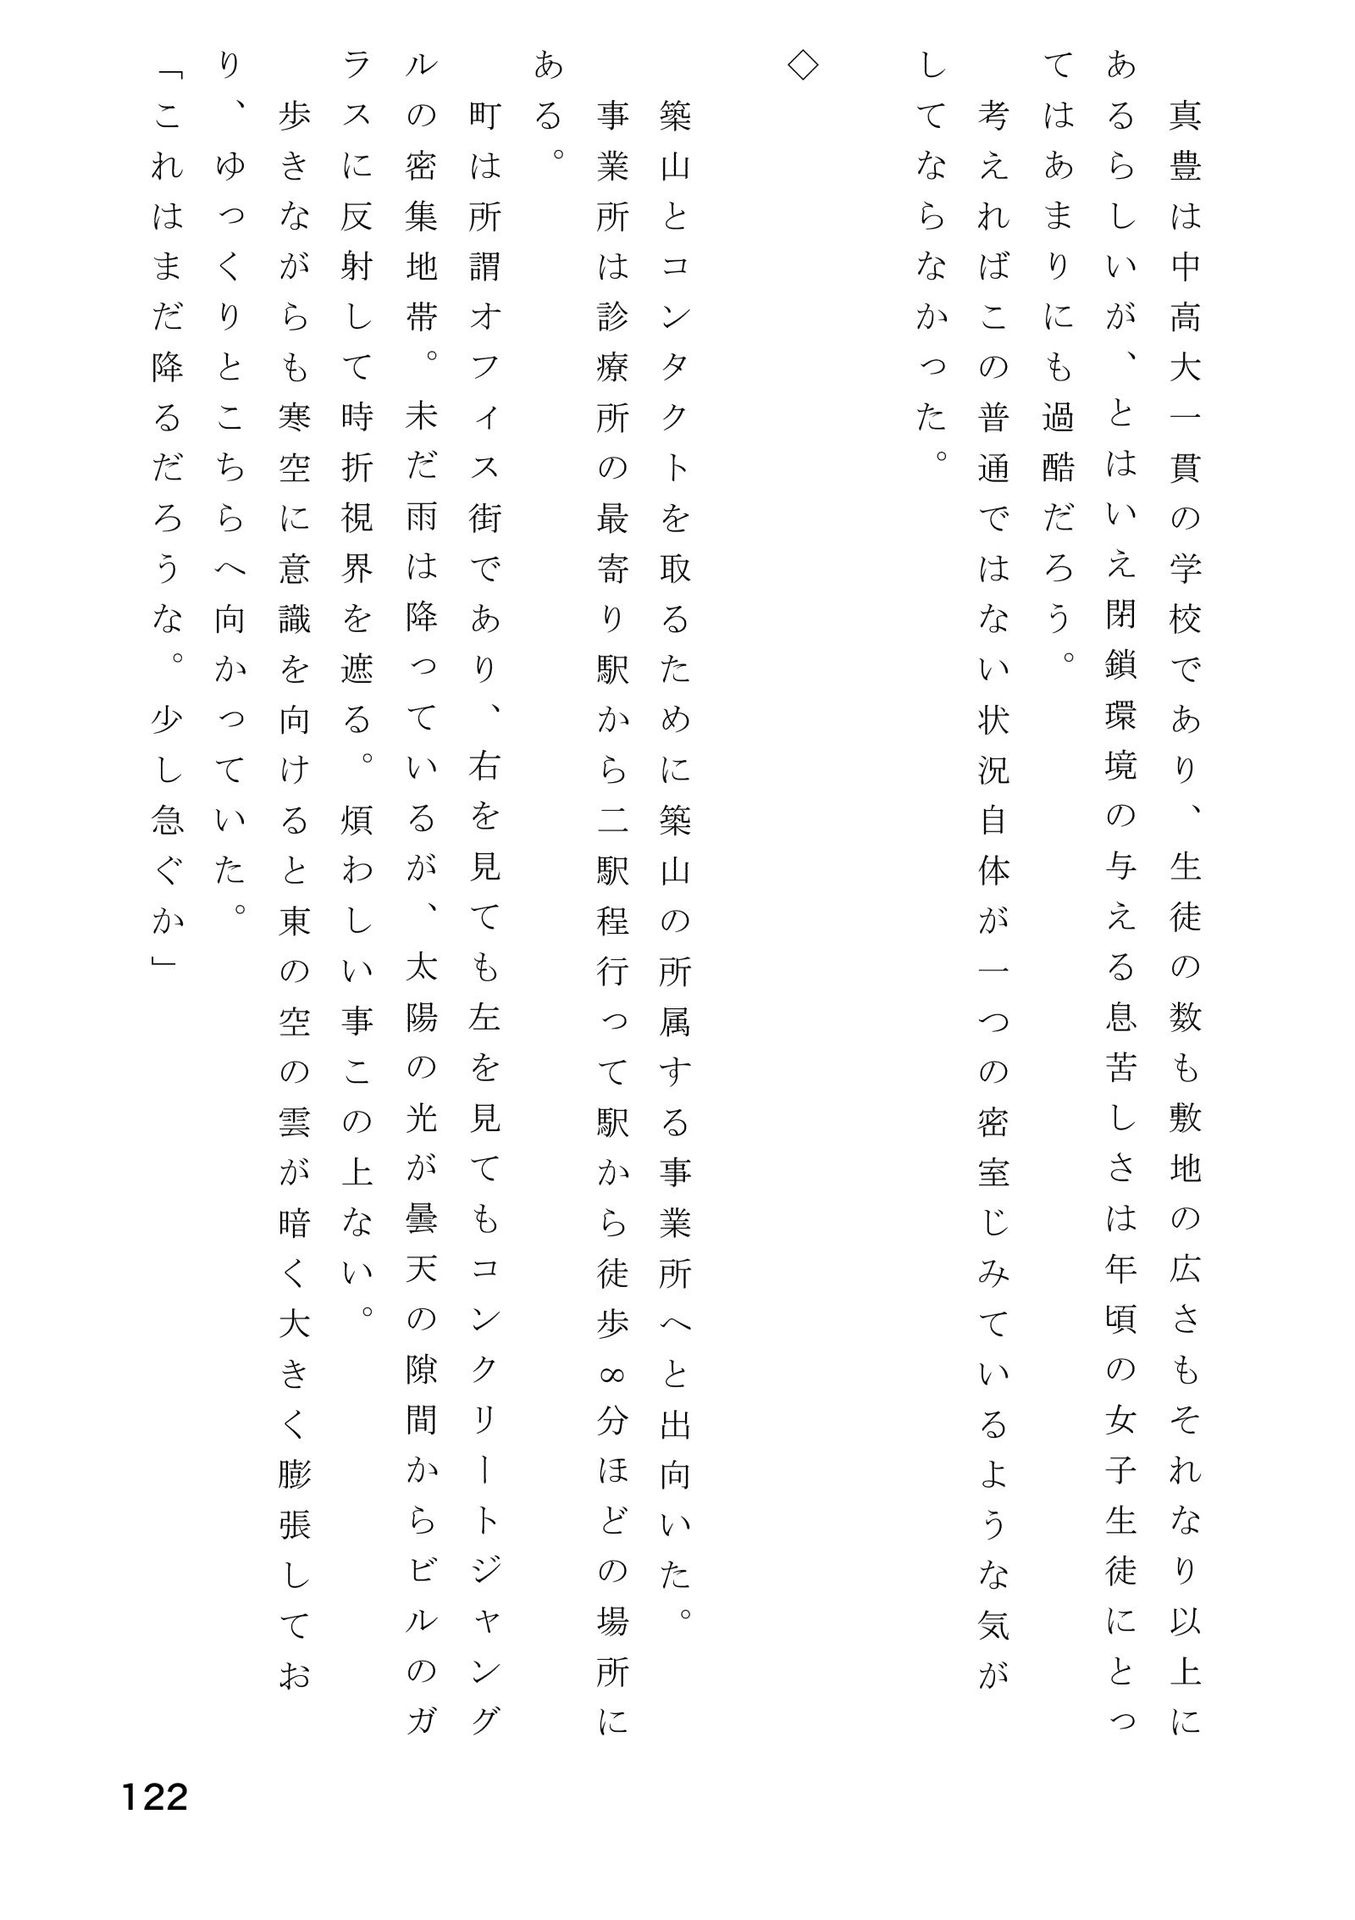 真豊は中高大一貫の学校であり、生徒の数も敷地の広さもそれなり以上に
あるらしいが、とはいえ閉鎖環境の与える息苦しさは年頃の女子生徒にとっ
てはあまりにも過酷だろう。
　考えればこの普通ではない状況自体が一つの密室じみているような気が
してならなかった。
◇
　築山とコンタクトを取るために築山の所属する事業所へと出向いた。
　事業所は診療所の最寄り駅から二駅程行って駅から徒歩8分ほどの場所に
ある。
　町は所謂オフィス街であり、右を見ても左を見てもコンクリートジャング
ルの密集地帯。未だ雨は降っているが、太陽の光が曇天の隙間からビルのガ
ラスに反射して時折視界を遮る。煩わしい事この上ない。
　歩きながらも寒空に意識を向けると東の空の雲が暗く大きく膨張してお
り、ゆっくりとこちらへ向かっていた。
「これはまだ降るだろうな。少し急ぐか」
122